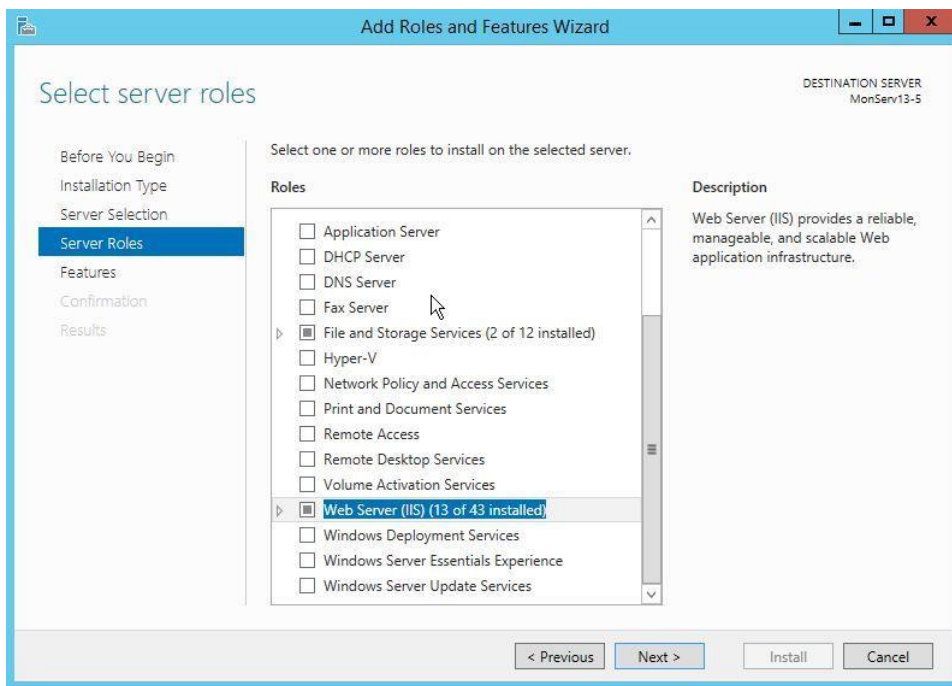 Add Roles and Features Wizard
Select server roles
DESTINATION SERVER
MonServ13-5
Before You Begin
Installation Type
Server Selection
Server Roles
Features
Confirmation
Results
Select one or more roles to install on the selected server.
Roles
Application Server
DHCP Server
DNS Server
Fax Server
File and Storage Services (2 of 12 installed)
Hyper-V
Network Policy and Access Services
Print and Document Services
Remote Access
Remote Desktop Services
Volume Activation Services
Web Server (IIS) (13 of 43 installed)
Windows Deployment Services
Windows Server Essentials Experience
Windows Server Update Services
Description
Web Server (IIS) provides a reliable,
manageable, and scalable Web
application infrastructure.
< Previous
Next >
Install
Cancel